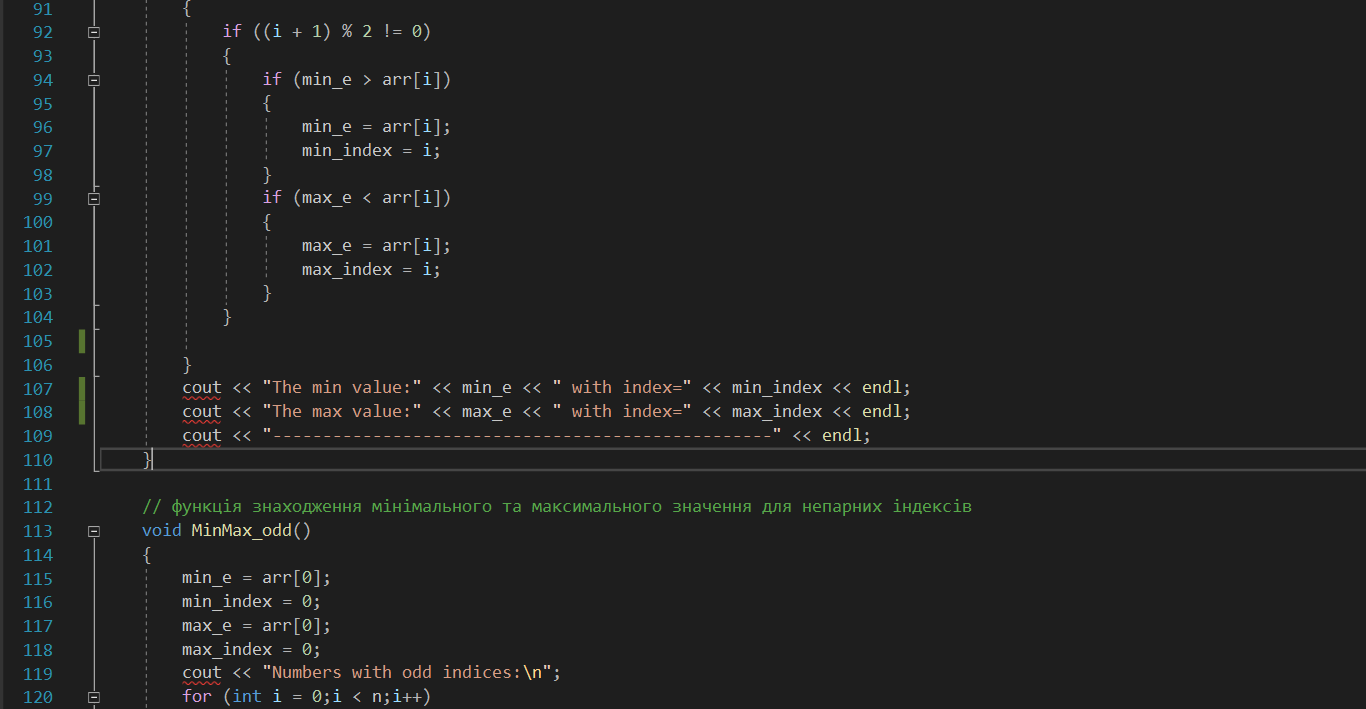 91 {
92 if ((i + 1) % 2 != 0)
93 {
94 if (min_e > arr[i])
95 {
96 min_e = arr[i];
97 min_index = i;
98 }
99 if (max_e < arr[i])
100 {
101 max_e = arr[i];
102 max_index = i;
103 }
104 }
105
106 }
107 cout << "The min value:" << min_e << " with index=" << min_index << endl;
108 cout << "The max value:" << max_e << " with index=" << max_index << endl;
109 cout << "--------------------------------------------------" << endl;
110 }
111
112 // функція знаходження мінімального та максимального значення для непарних індексів
113 void MinMax_odd()
114 {
115 min_e = arr[0];
116 min_index = 0;
117 max_e = arr[0];
118 max_index = 0;
119 cout << "Numbers with odd indices:\n";
120 for (int i = 0;i < n;i++)